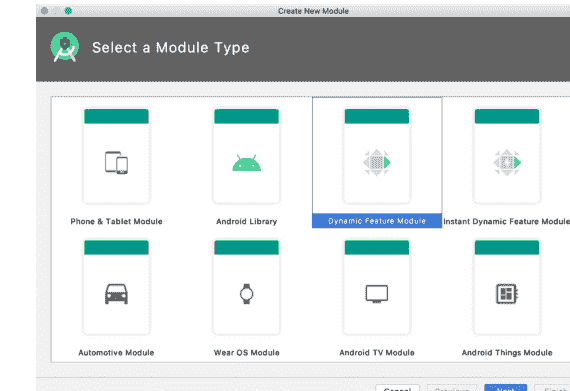 Create New Module
Select a Module Type
Phone & Tablet Module
Android Library
Dynamic Feature Module
Instant Dynamic Feature Module
Automotive Module
Wear OS Module
Android TV Module
Android Things Module
Cancel
Previous
Next
Finish